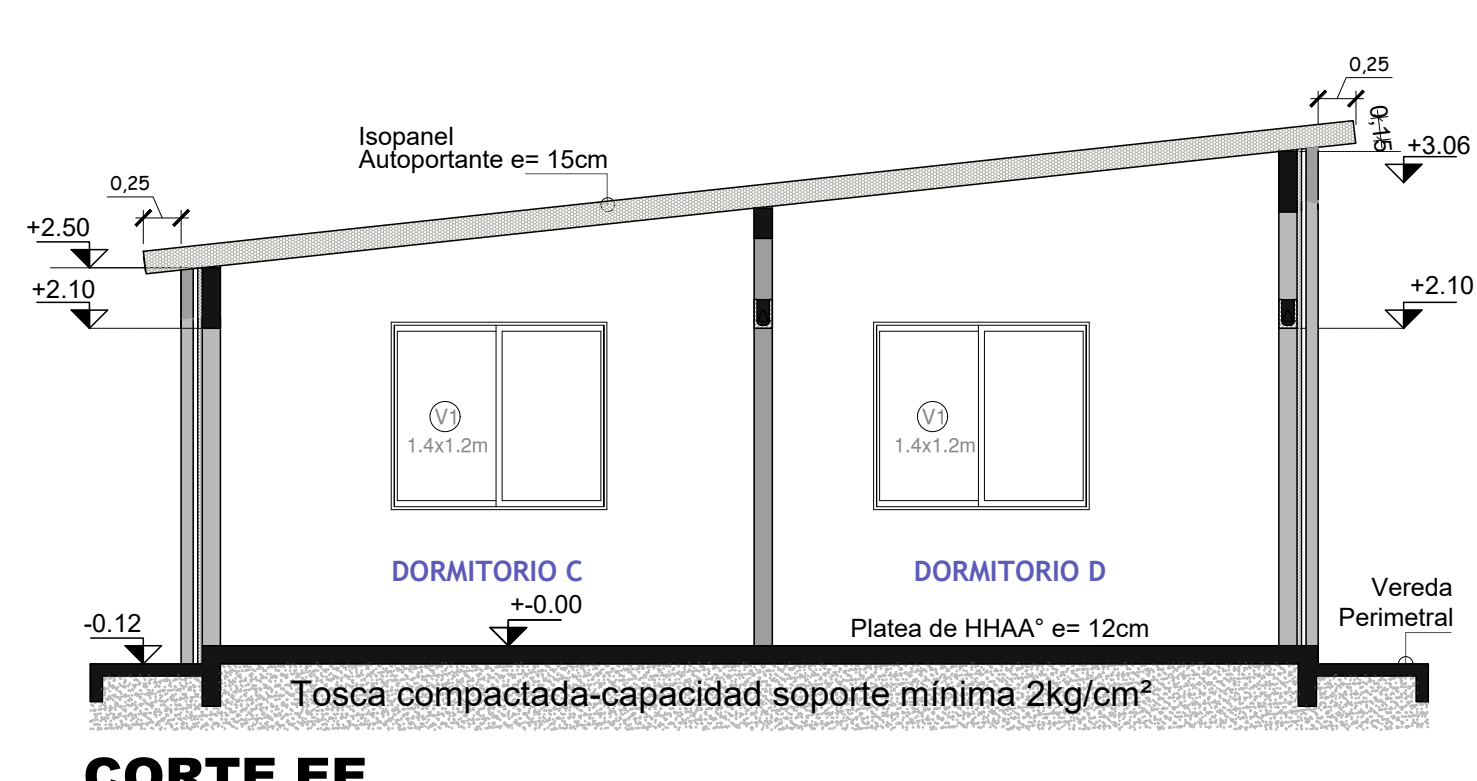 0,25
0,15
+3.06
Isopanel
Autoportante e= 15cm
0,25
+2.50
+2.10
+2.10
V1
1.4x1.2m
V1
1.4x1.2m
DORMITORIO C
DORMITORIO D
+-0.00
-0.12
Platea de HHAA° e= 12cm
Vereda
Perimetral
Tosca compactada-capacidad soporte mínima 2kg/cm²
CORTE EE